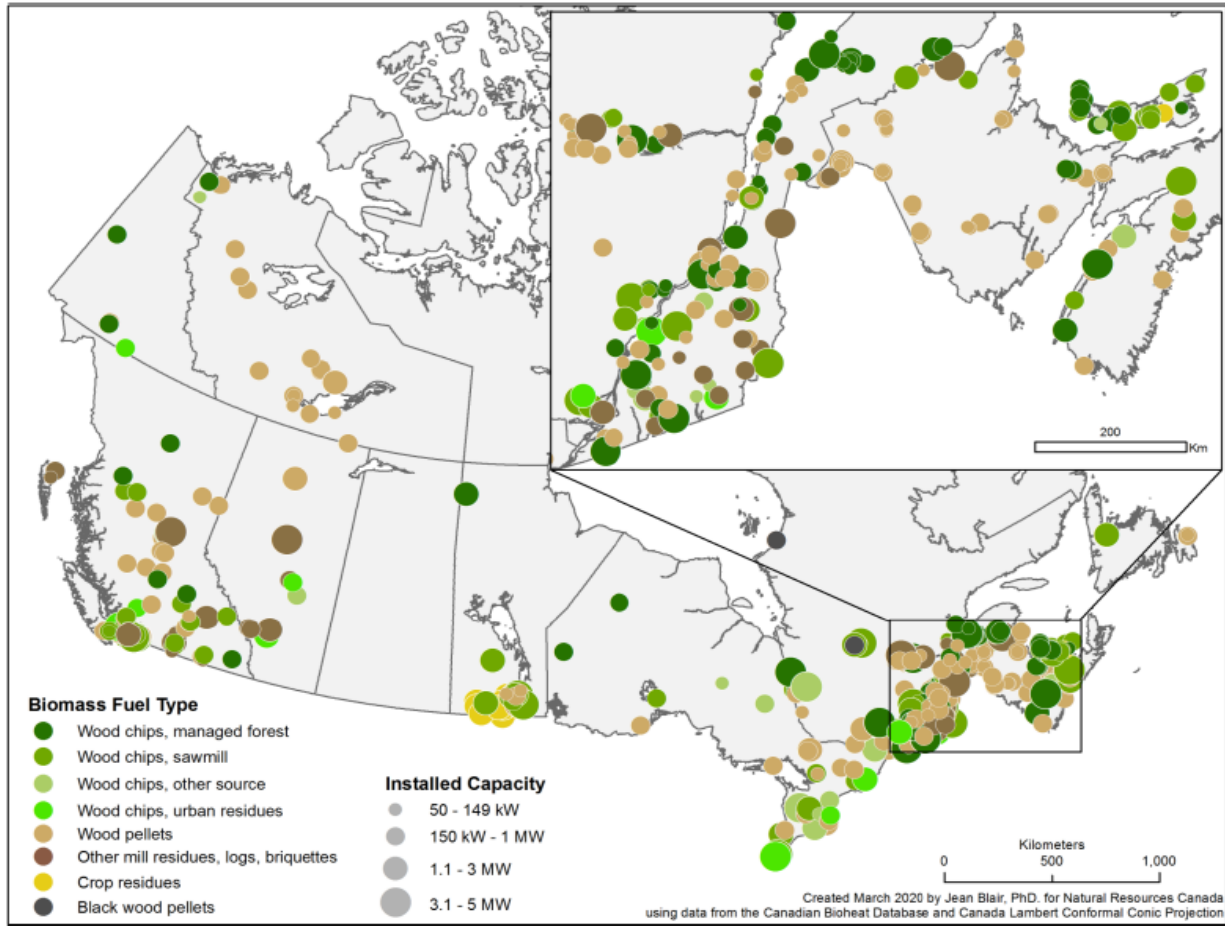 200
Km
Biomass Fuel Type
Wood chips, managed forest
Wood chips, sawmill
Wood chips, other source
Wood chips, urban residues
Wood pellets
Other mill residues, logs, briquettes
Crop residues
Black wood pellets
Installed Capacity
50 - 149 kW
150 kW - 1 MW
1.1 - 3 MW
3.1 - 5 MW
Kilometers
0 500 1,000
Created March 2020 by Jean Blair, PhD. for Natural Resources Canada
using data from the Canadian Bioheat Database and Canada Lambert Conformal Conic Projection